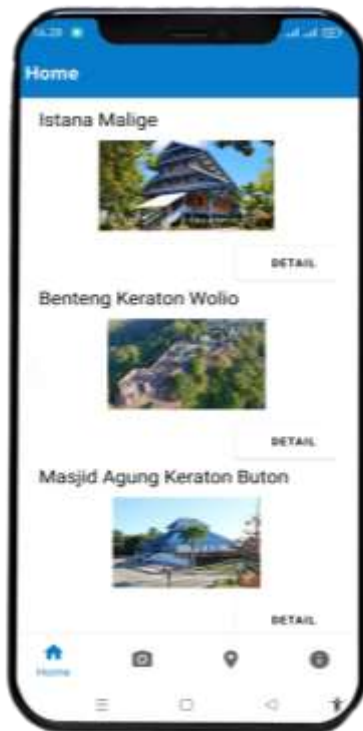 Home
Istana Malige
DETAIL
Benteng Keraton Wolio
DETAIL
Masjid Agung Keraton Buton
DETAIL
Home